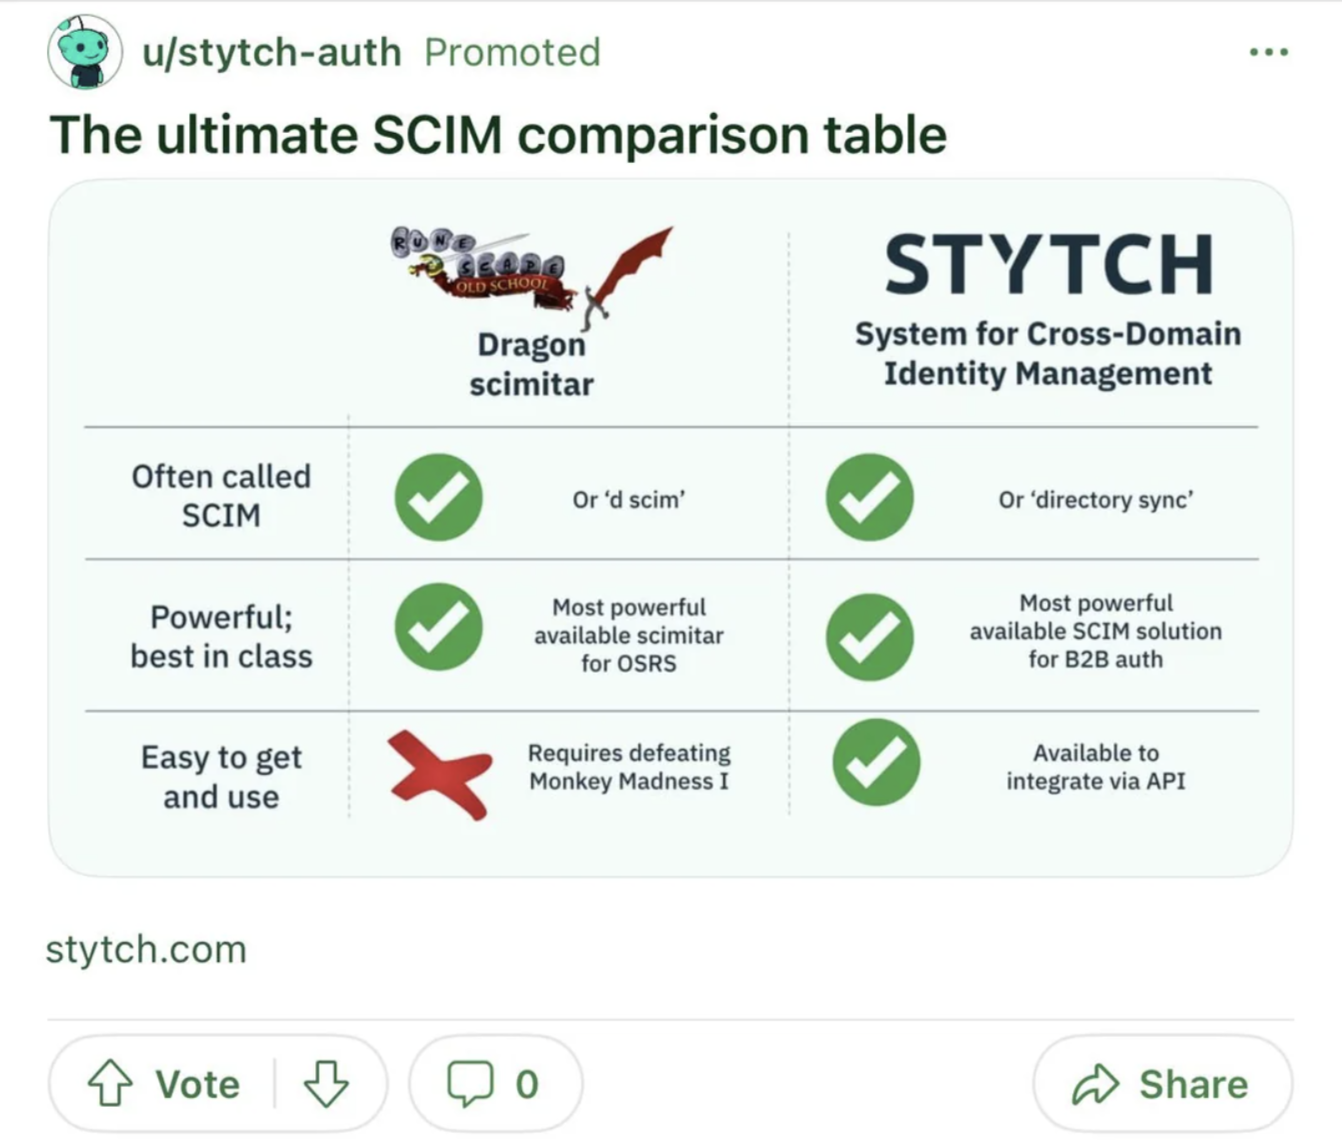 u/stytch-auth Promoted
The ultimate SCIM comparison table
RUNE
SCAPE
OLD SCHOOL
Dragon
scimitar
STYTCH
System for Cross-Domain
Identity Management
Often called
SCIM
Or ‘d scim’
Or ‘directory sync’
Powerful;
best in class
Most powerful
available scimitar
for OSRS
Most powerful
available SCIM solution
for B2B auth
Easy to get
and use
Requires defeating
Monkey Madness I
Available to
integrate via API
stytch.com
Vote
0
Share